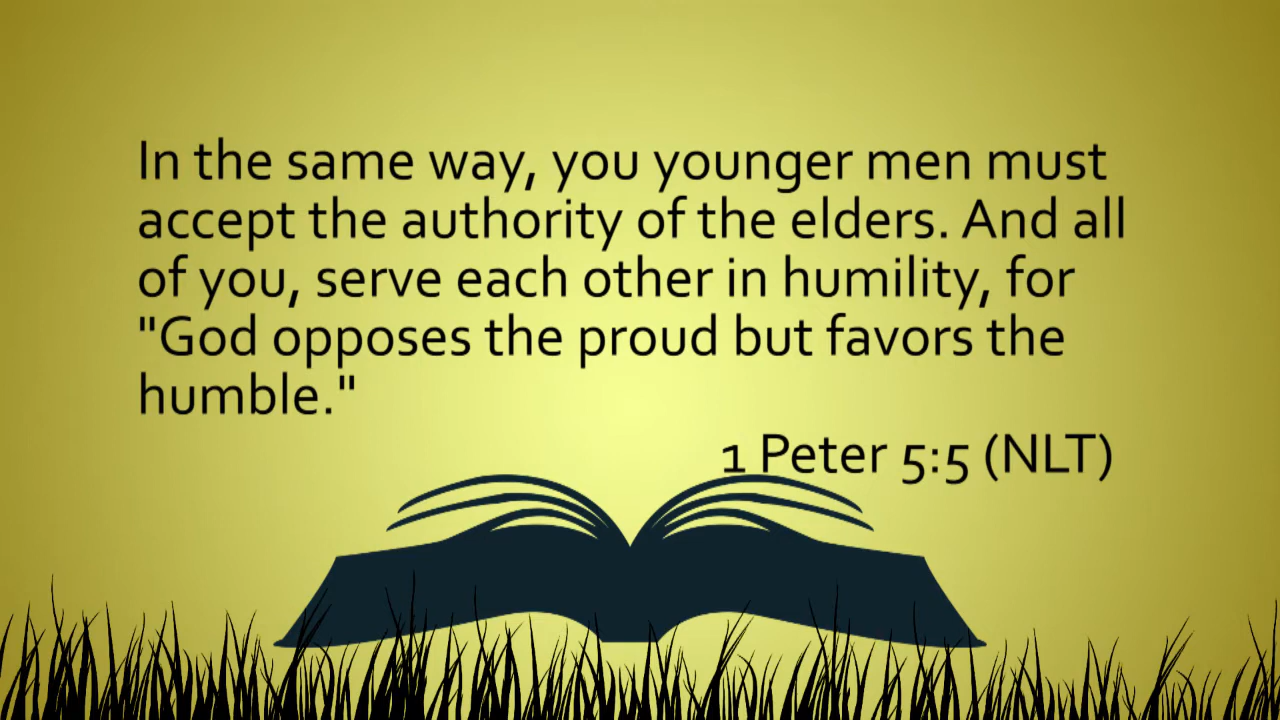 In the same way, you younger men must
accept the authority of the elders. And all
of you, serve each other in humility, for
"God opposes the proud but favors the
humble."
1 Peter 5:5 (NLT)